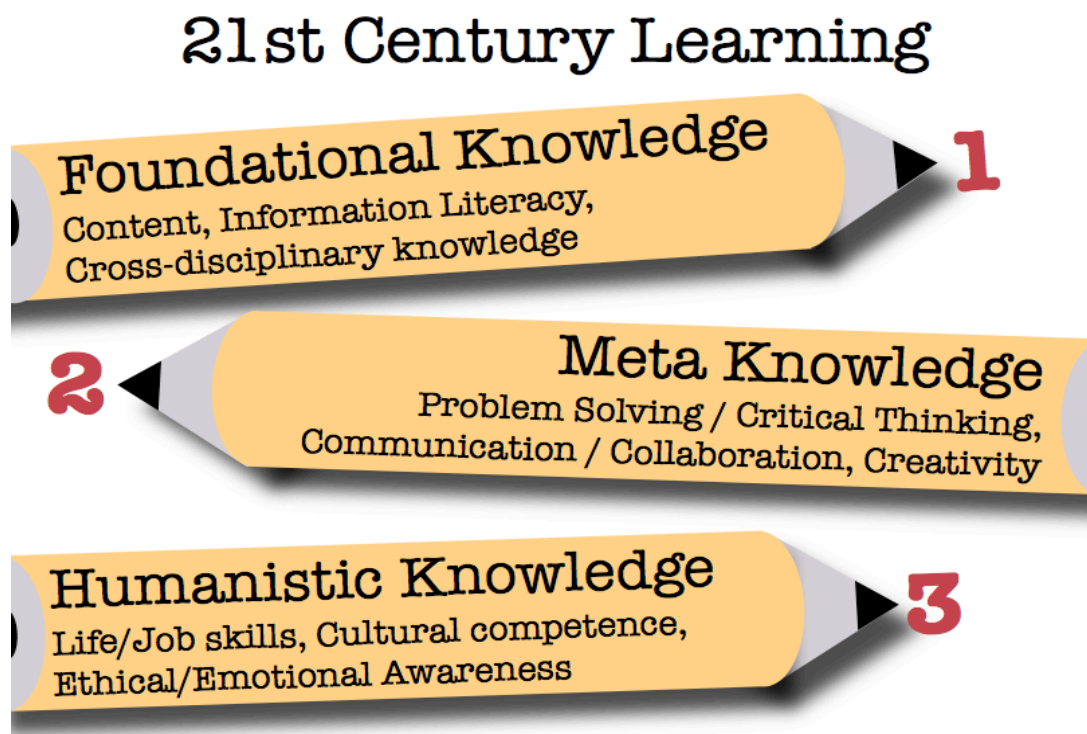 21st Century Learning
Foundational Knowledge
Content, Information Literacy,
Cross-disciplinary knowledge
1
2
Meta Knowledge
Problem Solving / Critical Thinking,
Communication / Collaboration, Creativity
Humanistic Knowledge
Life/Job skills, Cultural competence,
Ethical/Emotional Awareness
3